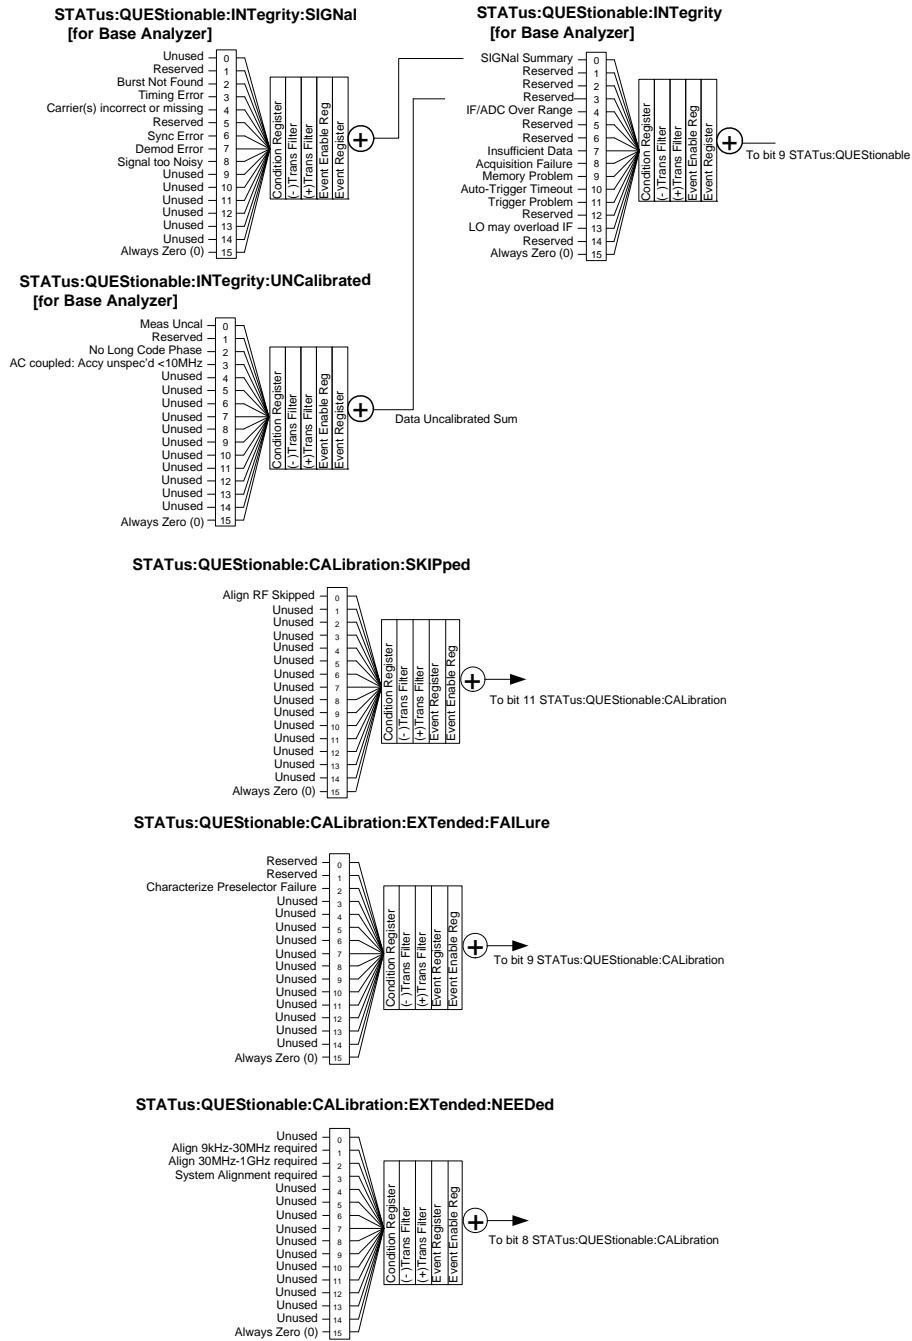 STATus:QUEStionable:INTegrity:SIGNal
[for Base Analyzer]
Unused 0
Reserved 1
Burst Not Found 2
Timing Error 3
Carrier(s) incorrect or missing 4
Reserved 5
Sync Error 6
Demod Error 7
Signal too Noisy 8
Unused 9
Unused 10
Unused 11
Unused 12
Unused 13
Unused 14
Always Zero (0) 15
Condition Register
(-)Trans Filter
(+)Trans Filter
Event Enable Reg
Event Register
+
STATus:QUEStionable:INTegrity
[for Base Analyzer]
SIGNal Summary 0
Reserved 1
Reserved 2
Reserved 3
IF/ADC Over Range 4
Reserved 5
Reserved 6
Insufficient Data 7
Acquisition Failure 8
Memory Problem 9
Auto-Trigger Timeout 10
Trigger Problem 11
Reserved 12
LO may overload IF 13
Reserved 14
Always Zero (0) 15
Condition Register
(-)Trans Filter
(+)Trans Filter
Event Enable Reg
Event Register
+
To bit 9 STATus:QUEStionable
STATus:QUEStionable:INTegrity:UNCalibrated
[for Base Analyzer]
Meas Uncal 0
Reserved 1
No Long Code Phase 2
AC coupled: Accy unspec'd <10MHz 3
Unused 4
Unused 5
Unused 6
Unused 7
Unused 8
Unused 9
Unused 10
Unused 11
Unused 12
Unused 13
Unused 14
Always Zero (0) 15
Condition Register
(-)Trans Filter
(+)Trans Filter
Event Enable Reg
Event Register
+
Data Uncalibrated Sum
STATus:QUEStionable:CALibration:SKIPped
Align RF Skipped 0
Unused 1
Unused 2
Unused 3
Unused 4
Unused 5
Unused 6
Unused 7
Unused 8
Unused 9
Unused 10
Unused 11
Unused 12
Unused 13
Unused 14
Always Zero (0) 15
Condition Register
(-)Trans Filter
(+)Trans Filter
Event Register
Event Enable Reg
+
To bit 11 STATus:QUEStionable:CALibration
STATus:QUEStionable:CALibration:EXTended:FAILure
Reserved 0
Reserved 1
Characterize Preselector Failure 2
Unused 3
Unused 4
Unused 5
Unused 6
Unused 7
Unused 8
Unused 9
Unused 10
Unused 11
Unused 12
Unused 13
Unused 14
Always Zero (0) 15
Condition Register
(-)Trans Filter
(+)Trans Filter
Event Register
Event Enable Reg
+
To bit 9 STATus:QUEStionable:CALibration
STATus:QUEStionable:CALibration:EXTended:NEEDed
Unused 0
Align 9kHz-30MHz required 1
Align 30MHz-1GHz required 2
System Alignment required 3
Unused 4
Unused 5
Unused 6
Unused 7
Unused 8
Unused 9
Unused 10
Unused 11
Unused 12
Unused 13
Unused 14
Always Zero (0) 15
Condition Register
(-)Trans Filter
(+)Trans Filter
Event Register
Event Enable Reg
+
To bit 8 STATus:QUEStionable:CALibration